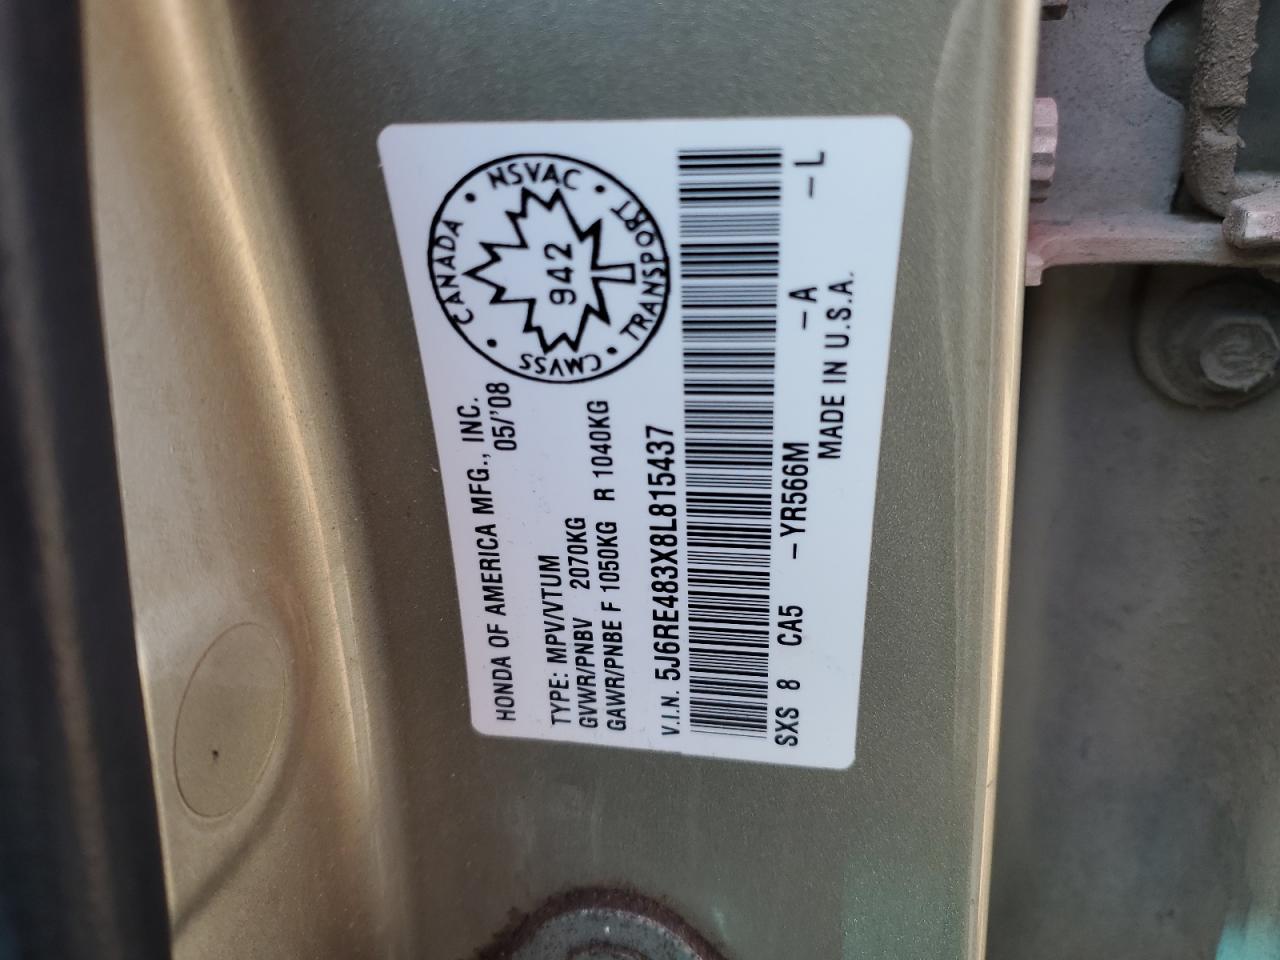 HONDA OF AMERICA MFG., INC.
05/'08
TYPE: MPV/VTUM
GVWR/PNBV 2070KG
GAWR/PNBE F 1050KG R 1040KG
CANADA • NSVAC • TRANSPORT • CMVSS •
942
V.I.N. 5J6RE483X8L815437
SXS 8 CA5 –YR566M –A –L
MADE IN U.S.A.